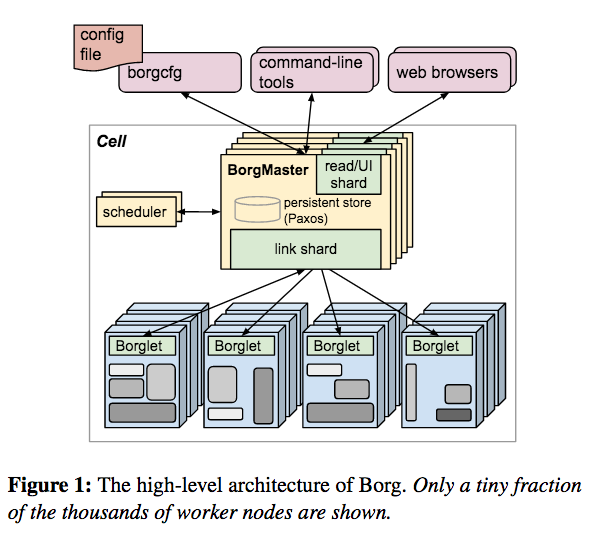 config
file
borgcfg
command-line
tools
web browsers
Cell
BorgMaster
read/UI
shard
persistent store
(Paxos)
scheduler
link shard
Borglet
Borglet
Borglet
Borglet
Figure 1: The high-level architecture of Borg. Only a tiny fraction
of the thousands of worker nodes are shown.